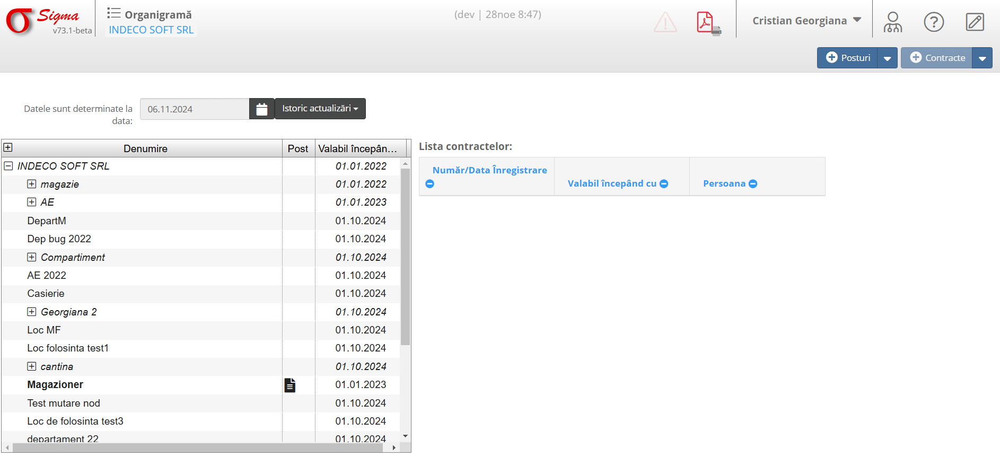 σ Sigma
v73.1-beta
Organigramă
INDECO SOFT SRL
(dev | 28noe 8:47)
Cristian Georgiana
Posturi
Contracte
Datele sunt determinate la
data:
06.11.2024
Istoric actualizări
Denumire Post Valabil începân...
INDECO SOFT SRL 01.01.2022
magazie 01.01.2022
AE 01.01.2023
DepartM 01.10.2024
Dep bug 2022 01.10.2024
Compartiment 01.10.2024
AE 2022 01.10.2024
Casierie 01.10.2024
Georgiana 2 01.10.2024
Loc MF 01.10.2024
Loc folosinta test1 01.10.2024
cantina 01.10.2024
Magazioner 01.01.2023
Test mutare nod 01.10.2024
Loc de folosinta test3 01.10.2024
departament 22 01.10.2024
Lista contractelor:
Număr/Data Înregistrare
Valabil începând cu
Persoana